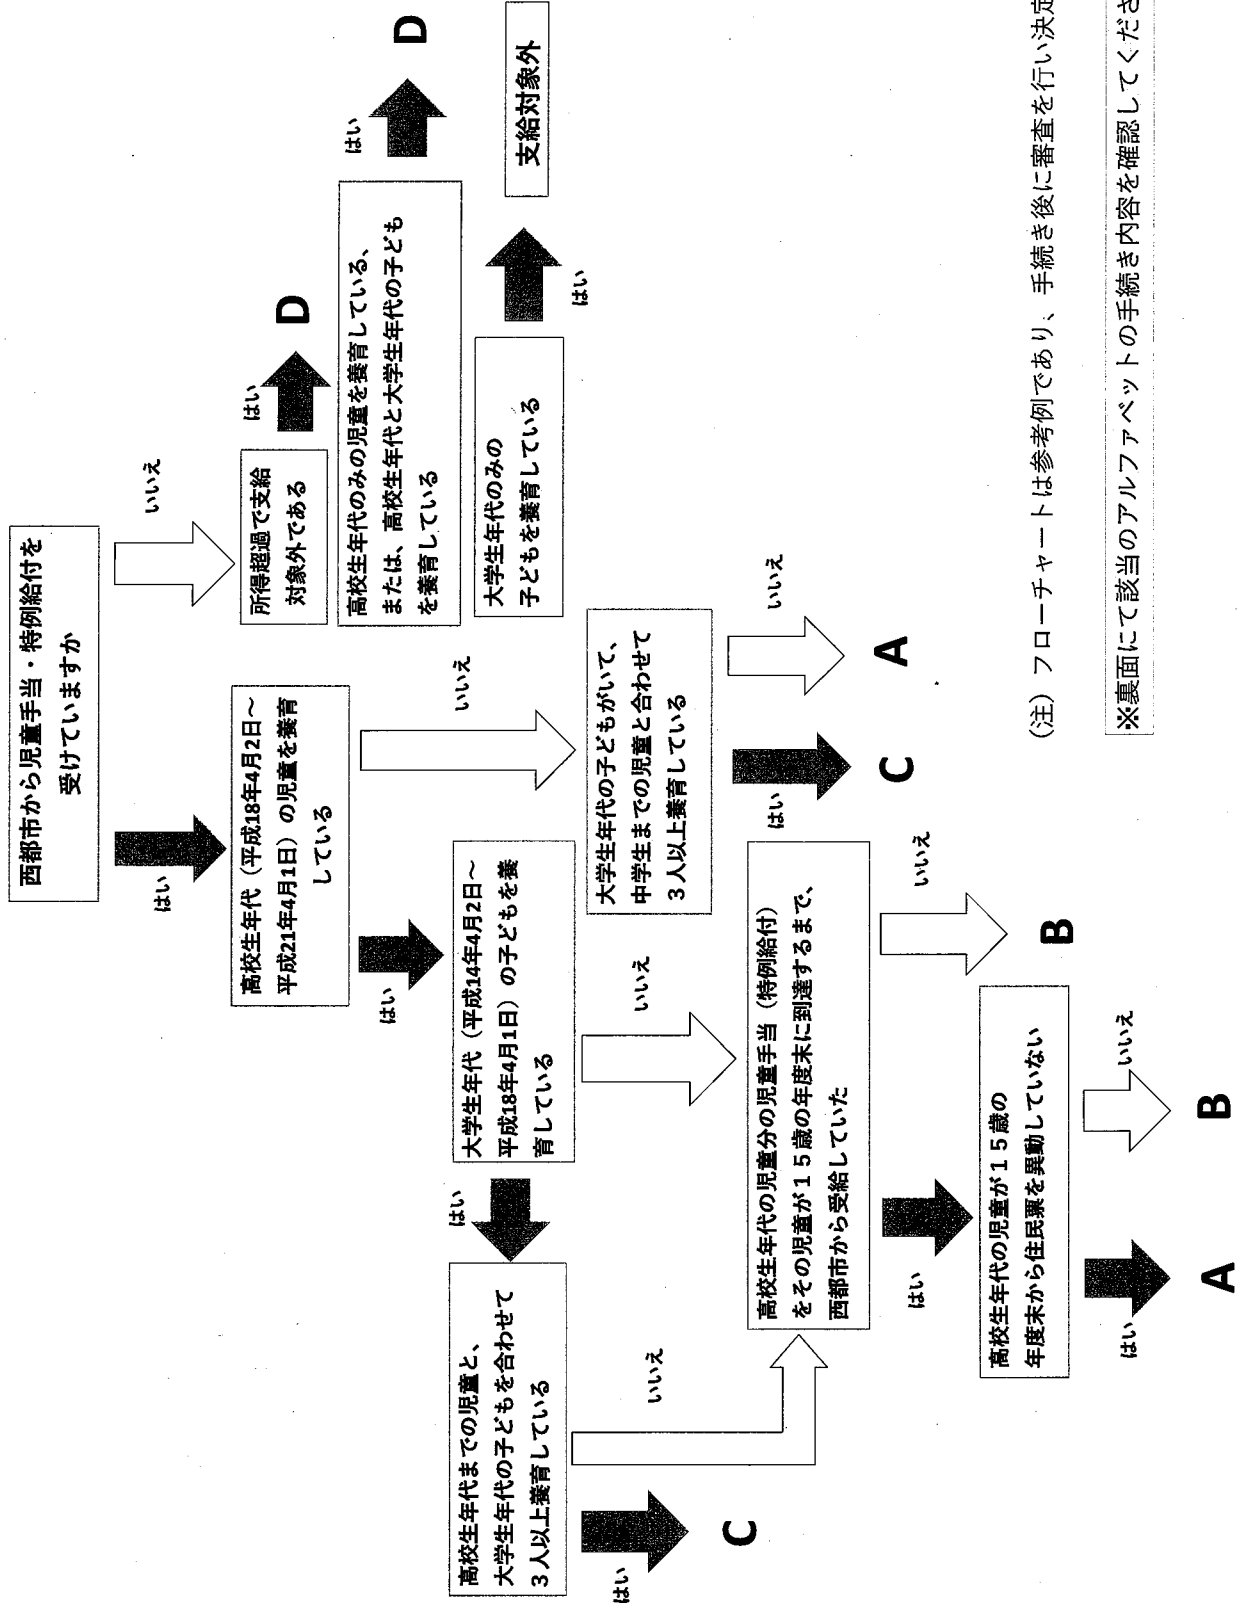 西都市から児童手当・特例給付を
受けていますか
はい
いいえ
高校生年代（平成18年4月2日～
平成21年4月1日）の児童を養育
している
所得超過で支給
対象外である
はい
D
高校生年代のみの児童を養育している、
または、高校生年代と大学生年代の子ども
を養育している
はい
D
大学生年代のみの
子どもを養育している
はい
支給対象外
はい
いいえ
大学生年代（平成14年4月2日～
平成18年4月1日）の子どもを養
育している
大学生年代の子どもがいて、
中学生までの児童と合わせて
３人以上養育している
はい
いいえ
C
A
はい
いいえ
高校生年代までの児童と、
大学生年代の子どもを合わせて
３人以上養育している
はい
いいえ
C
高校生年代の児童分の児童手当（特例給付）
をその児童が１５歳の年度末に到達するまで、
西都市から受給していた
はい
いいえ
B
高校生年代の児童が１５歳の
年度末から住民票を異動していない
はい
いいえ
A
B
（注）フローチャートは参考例であり、手続き後に審査を行い決定
※裏面にて該当のアルファベットの手続き内容を確認してくださ